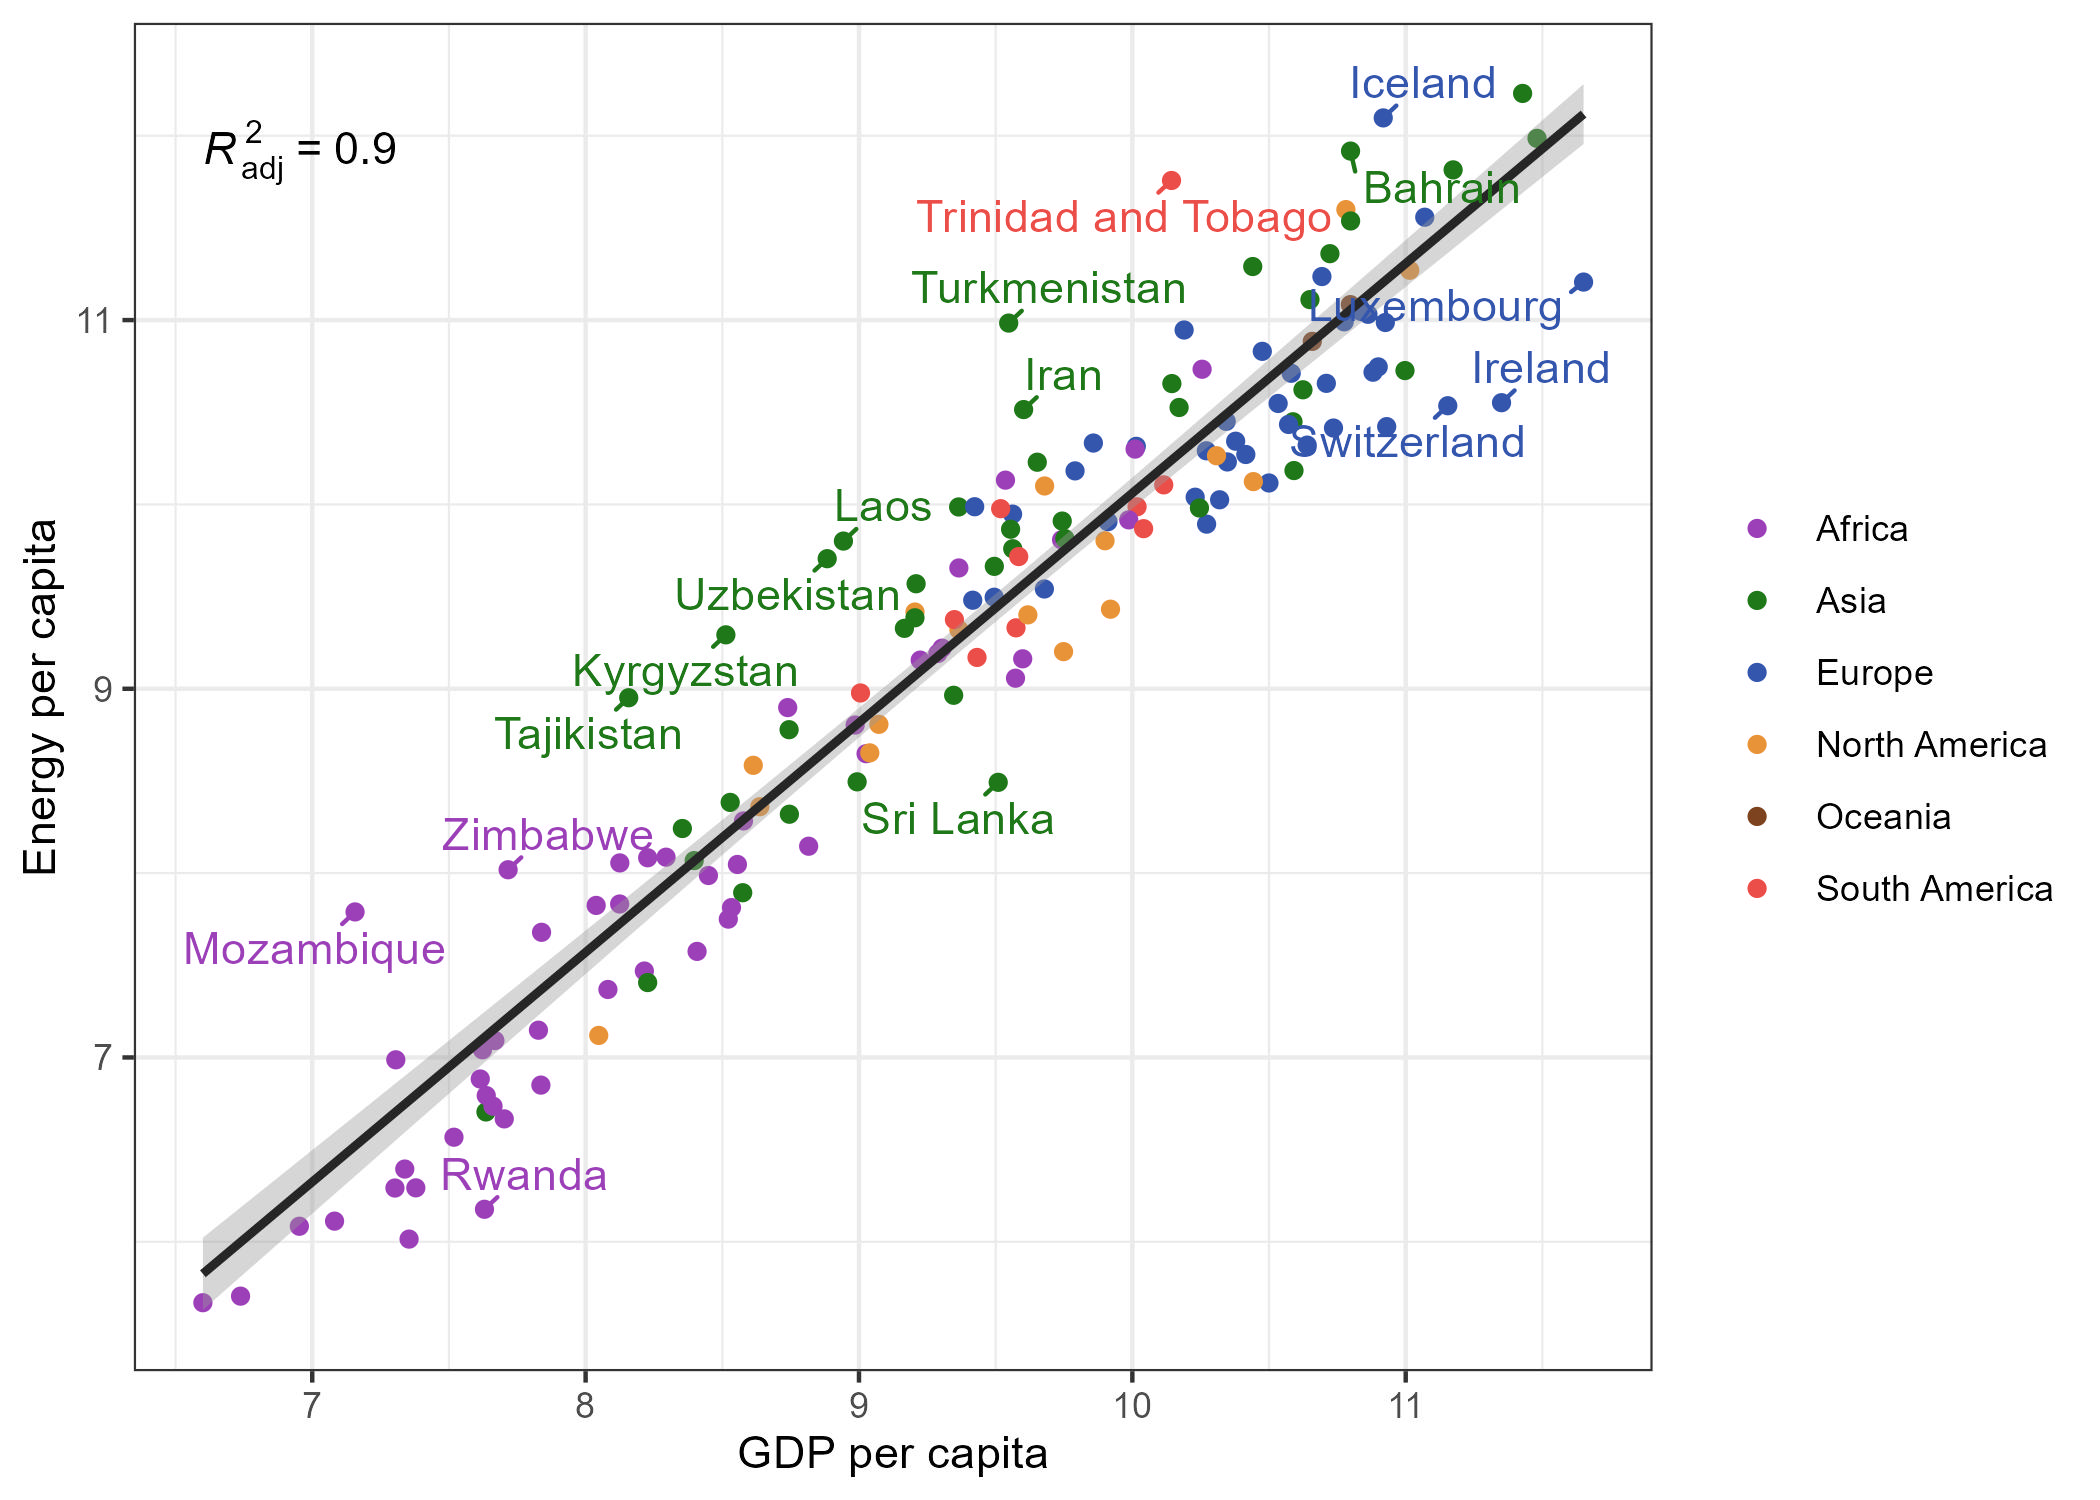 Iceland
R²adj = 0.9
Bahrain
Trinidad and Tobago
Turkmenistan
Luxembourg
Iran
Ireland
Switzerland
Laos
Uzbekistan
Kyrgyzstan
Tajikistan
Sri Lanka
Zimbabwe
Mozambique
Rwanda
11
9
7
Energy per capita
7 8 9 10 11
GDP per capita
Africa
Asia
Europe
North America
Oceania
South America